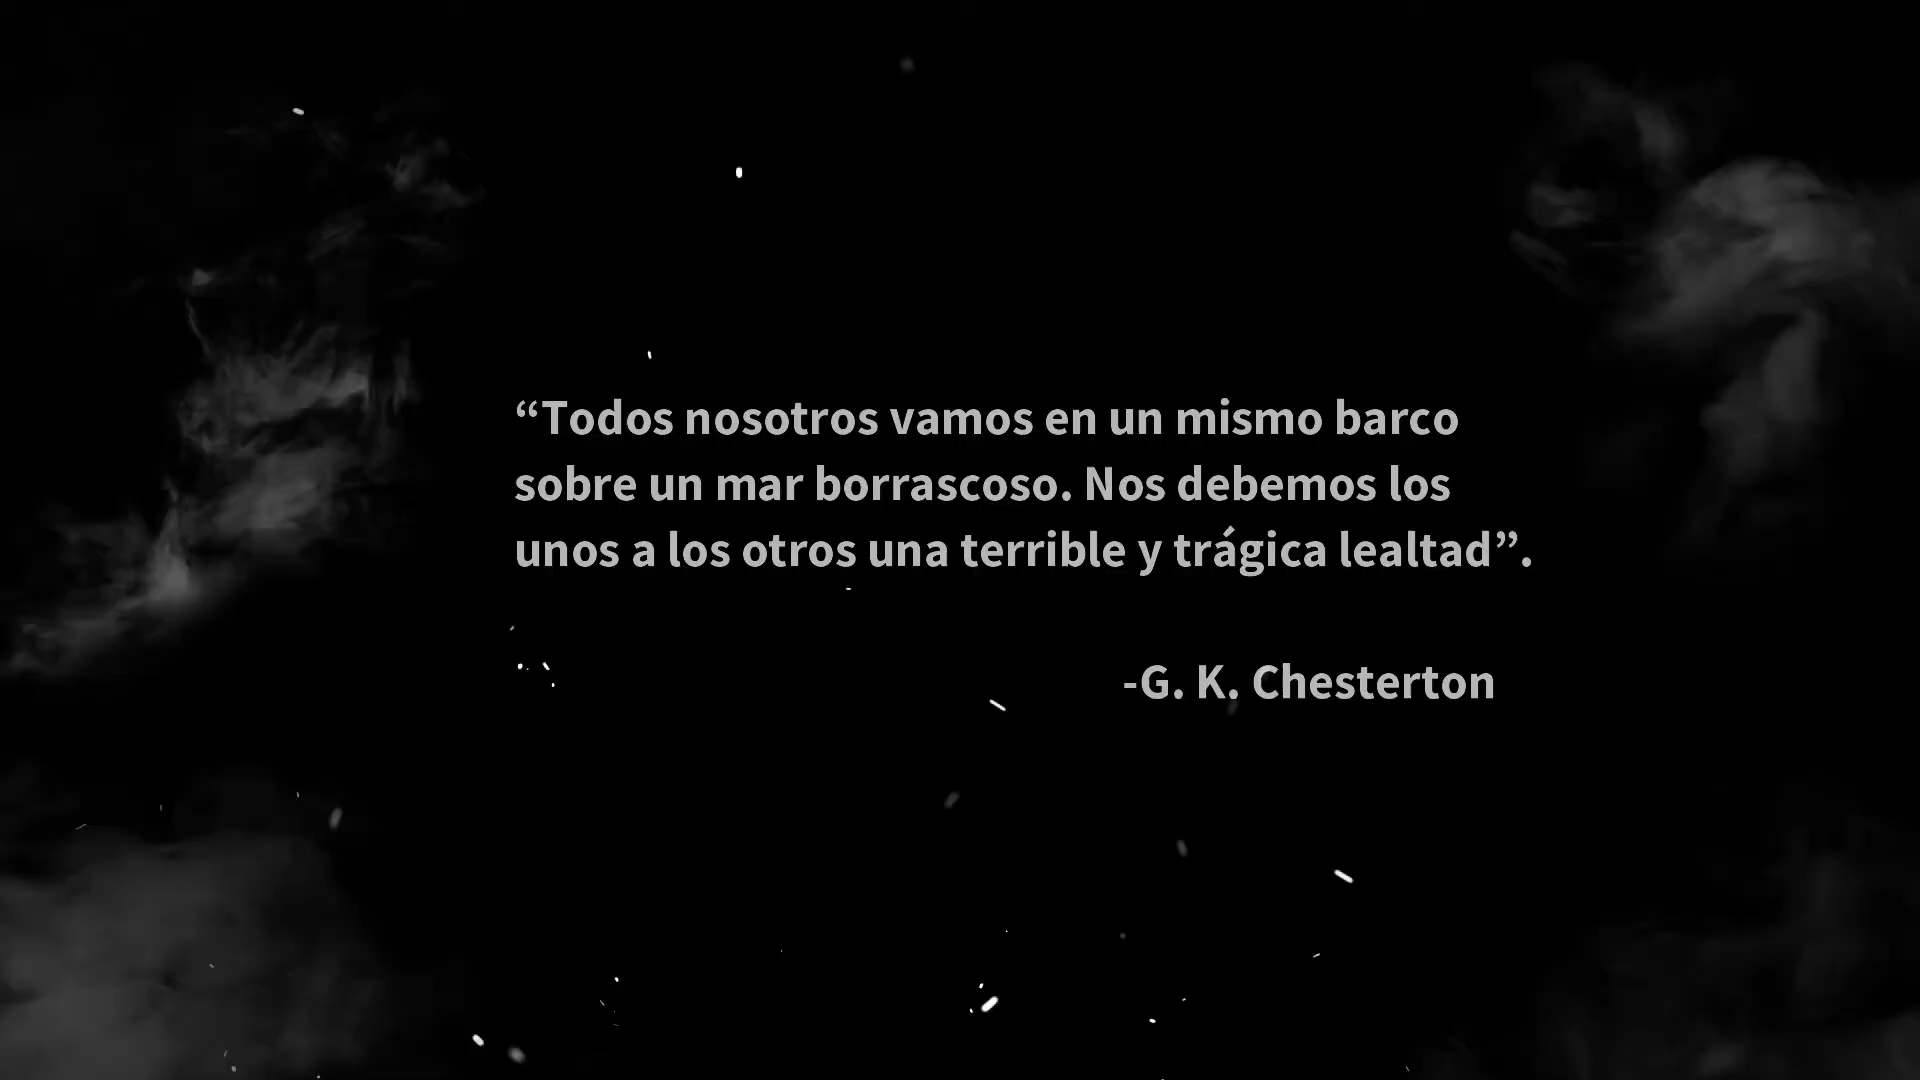 “Todos nosotros vamos en un mismo barco
sobre un mar borrascoso. Nos debemos los
unos a los otros una terrible y trágica lealtad”.
-G. K. Chesterton